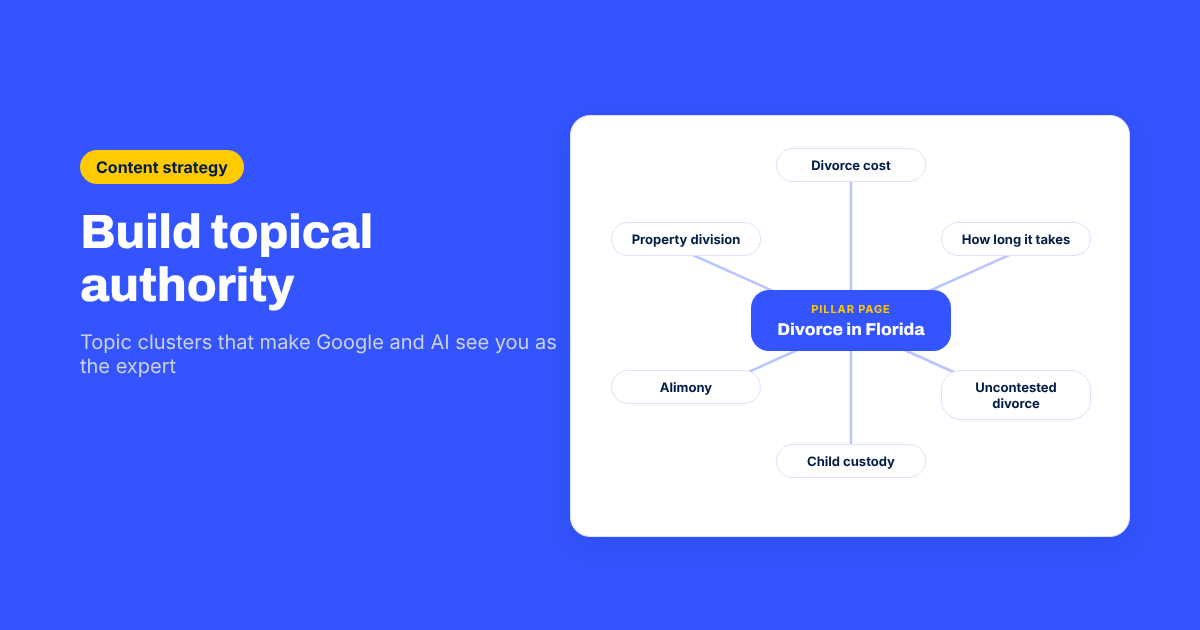 Content strategy
Build topical
authority
Topic clusters that make Google and AI see you as
the expert
Divorce cost
Property division
How long it takes
PILLAR PAGE
Divorce in Florida
Alimony
Uncontested
divorce
Child custody